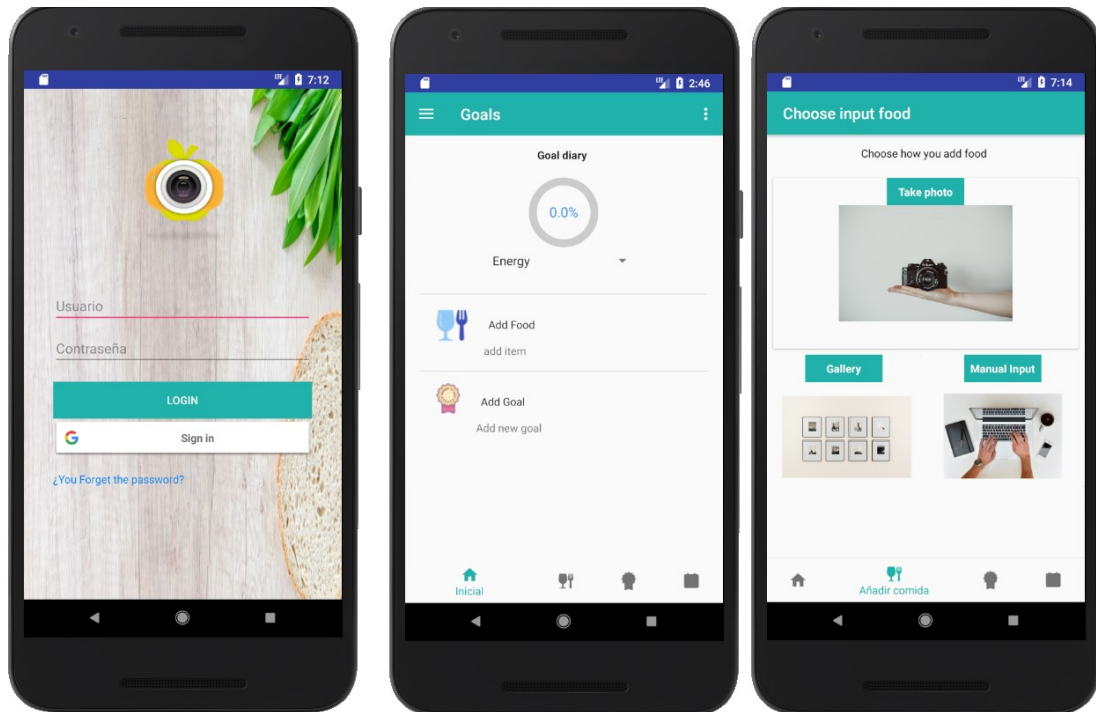 7:12
Usuario
Contraseña
LOGIN
G Sign in
¿You Forget the password?
LTE 2:46
Goals
Goal diary
0.0%
Energy
Add Food
add item
Add Goal
Add new goal
Inicial
7:14
Choose input food
Choose how you add food
Take photo
Gallery
Manual Input
Añadir comida